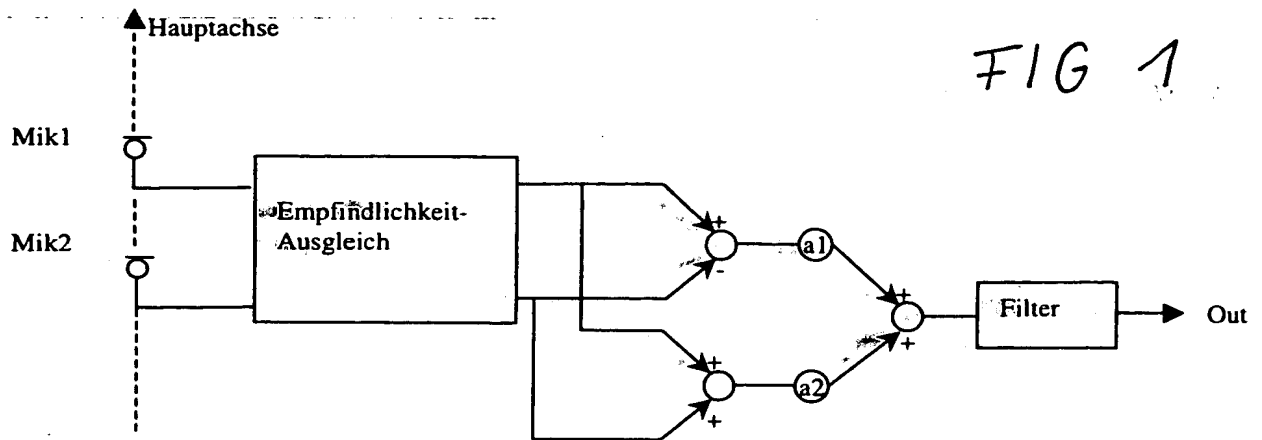 Hauptachse
FIG 1
Mik1
Empfindlichkeit-
Ausgleich
Mik2
+
-
a1
+
+
Filter
Out
+
+
a2